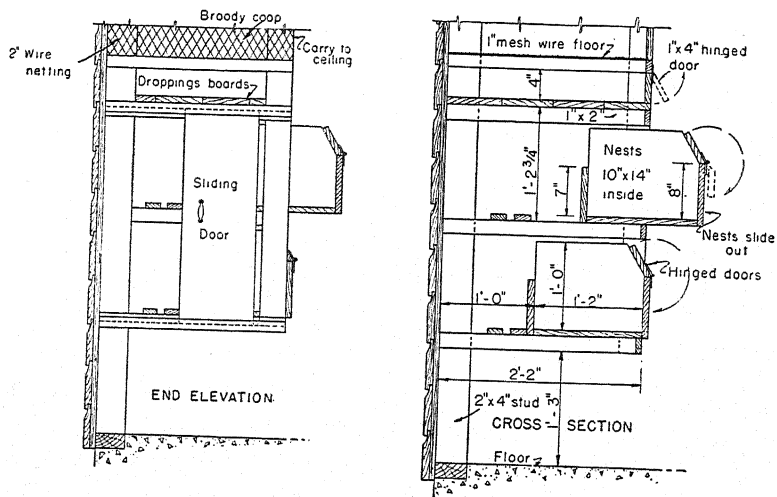 Broody coop
2" Wire
netting
Carry to
ceiling
Droppings boards
Sliding
Door
END ELEVATION
1" mesh wire floor
1"x4" hinged
door
4"
1"x2"
Nests
10"x14"
inside
1'-2 3/4"
7"
8"
Nests slide
out
Hinged doors
1'-0"
1'-0"
1'-2"
2'-2"
2"x4" stud
CROSS SECTION
Floor